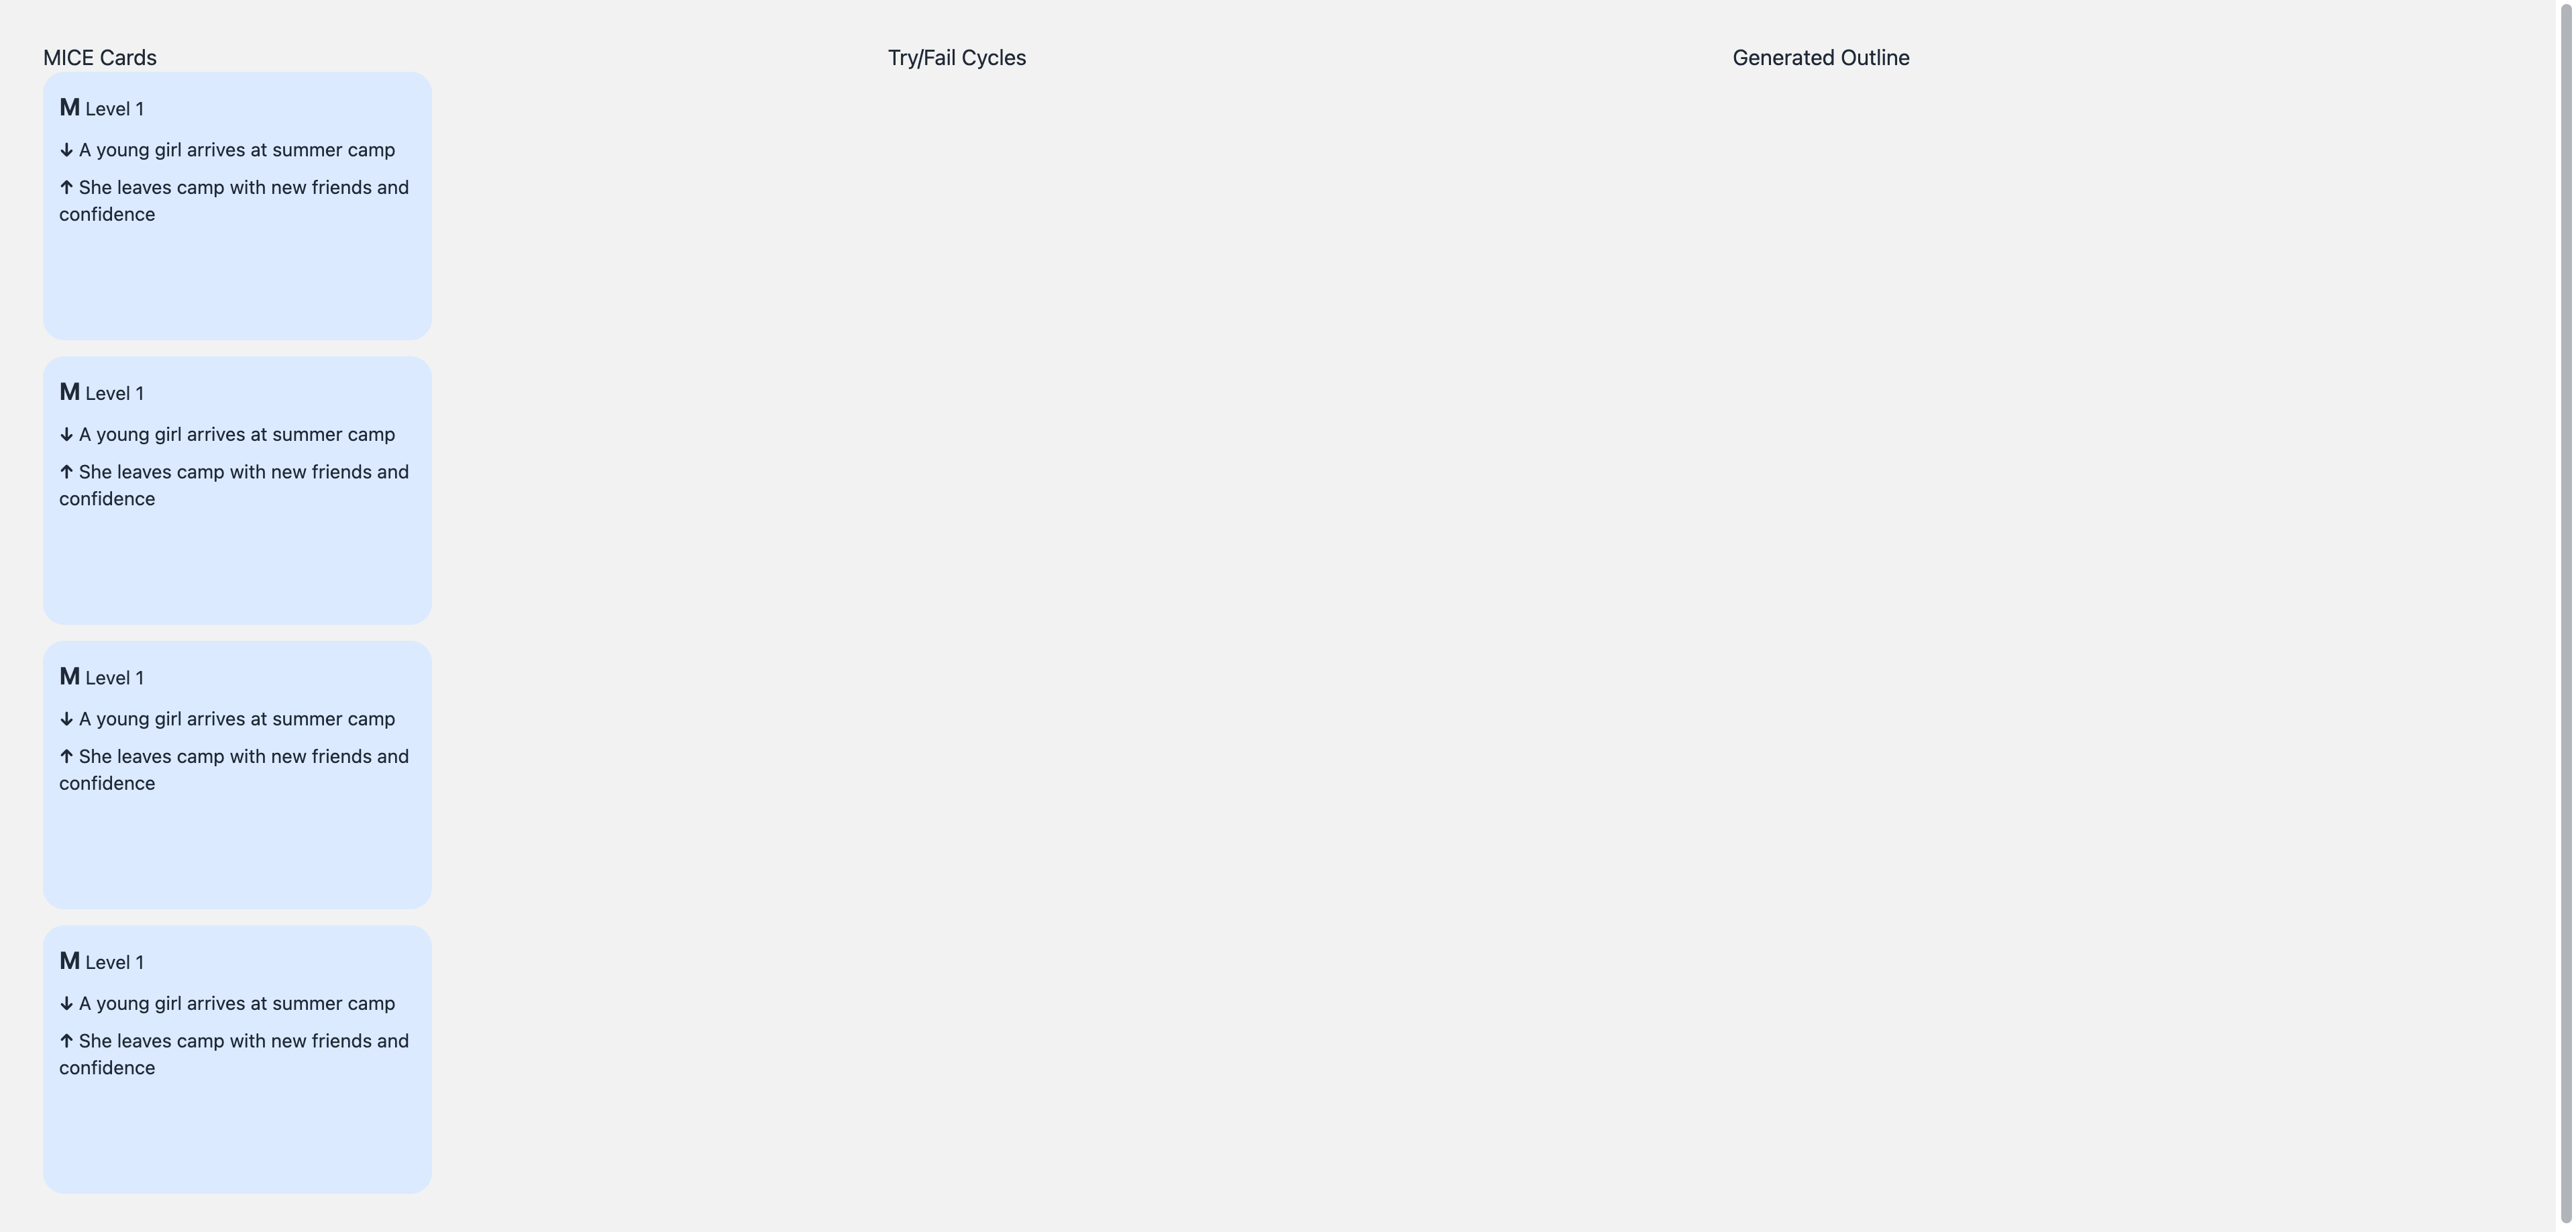 MICE Cards
Try/Fail Cycles
Generated Outline
M Level 1
↓ A young girl arrives at summer camp
↑ She leaves camp with new friends and
confidence
M Level 1
↓ A young girl arrives at summer camp
↑ She leaves camp with new friends and
confidence
M Level 1
↓ A young girl arrives at summer camp
↑ She leaves camp with new friends and
confidence
M Level 1
↓ A young girl arrives at summer camp
↑ She leaves camp with new friends and
confidence